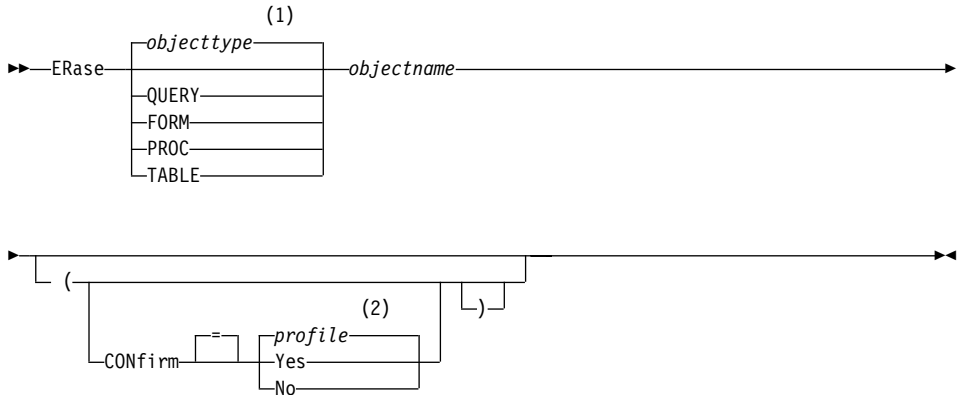 (1)
objecttype
ERase objectname
QUERY
FORM
PROC
TABLE
(
(2)
)
= profile
CONfirm Yes
No